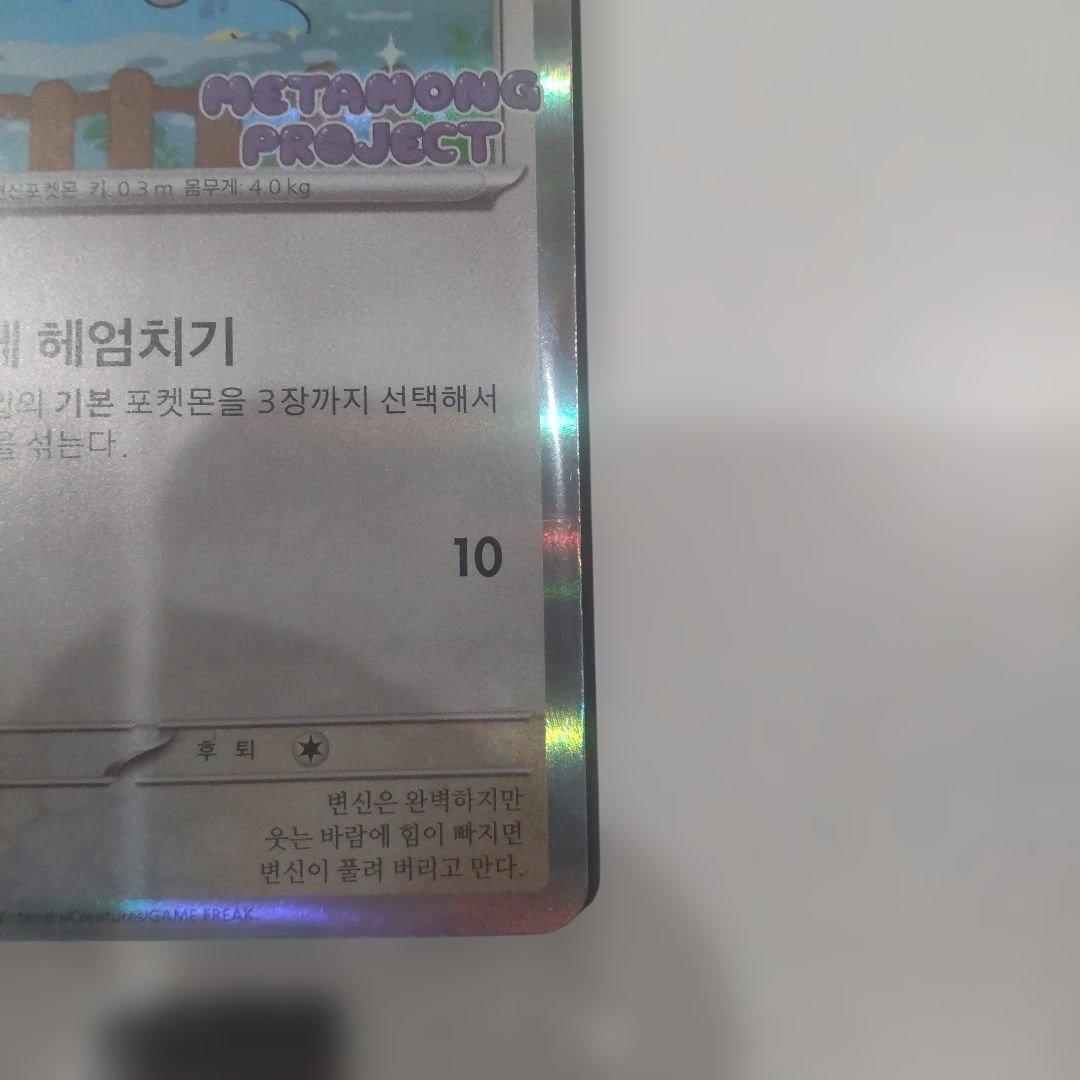 METAMONG
PROJECT
변신포켓몬 키: 0.3 m 몸무게: 4.0 kg
헤엄치기
기본 포켓몬을 3장까지 선택해서
을 섞는다.
10
후퇴
변신은 완벽하지만
웃는 바람에 힘이 빠지면
변신이 풀려 버리고 만다.
Nintendo/Creatures/GAME FREAK.